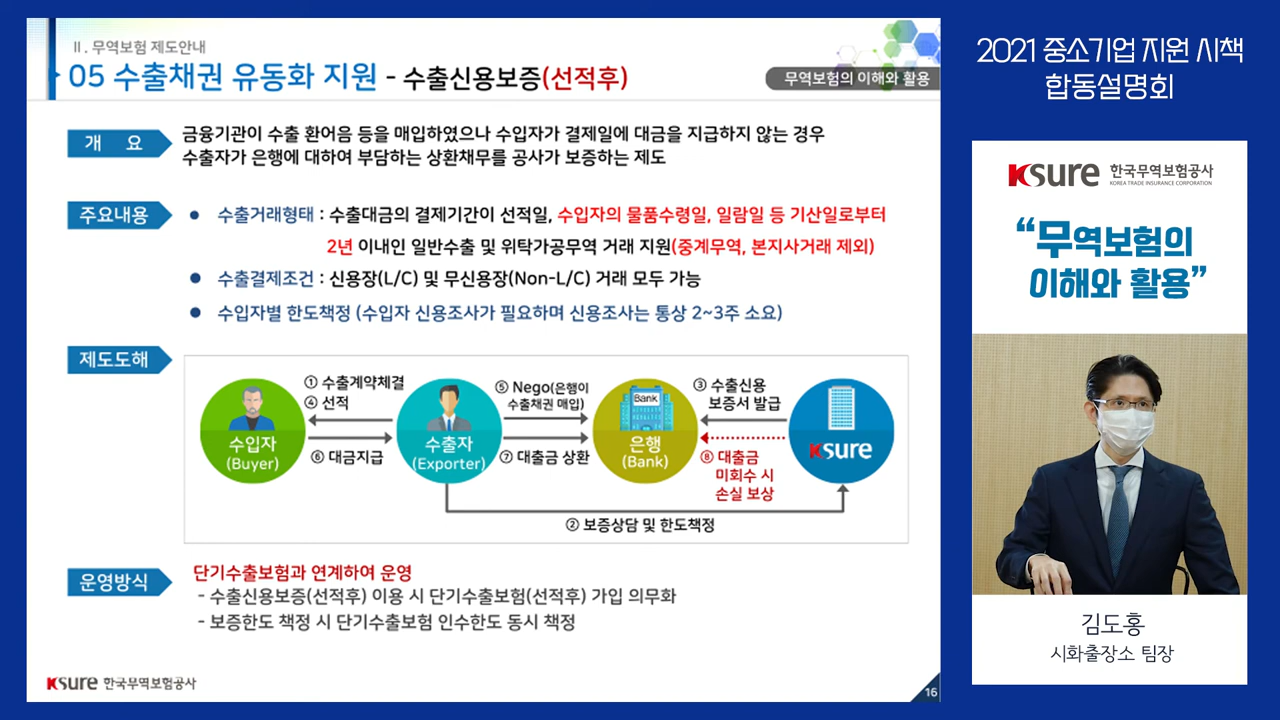 Ⅱ. 무역보험 제도안내
05 수출채권 유동화 지원 - 수출신용보증(선적후)
무역보험의 이해와 활용
개 요
금융기관이 수출 환어음 등을 매입하였으나 수입자가 결제일에 대금을 지급하지 않는 경우
수출자가 은행에 대하여 부담하는 상환채무를 공사가 보증하는 제도
주요내용
● 수출거래형태 : 수출대금의 결제기간이 선적일, 수입자의 물품수령일, 일람일 등 기산일로부터
2년 이내인 일반수출 및 위탁가공무역 거래 지원(중계무역, 본지사거래 제외)
● 수출결제조건 : 신용장(L/C) 및 무신용장(Non-L/C) 거래 모두 가능
● 수입자별 한도책정 (수입자 신용조사가 필요하며 신용조사는 통상 2~3주 소요)
제도도해
수입자
(Buyer)
① 수출계약체결
④ 선적
⑥ 대금지급
수출자
(Exporter)
⑤ Nego(은행이
수출채권 매입)
⑦ 대출금 상환
Bank
은행
(Bank)
③ 수출신용
보증서 발급
⑧ 대출금
미회수 시
손실 보상
Ksure
② 보증상담 및 한도책정
운영방식
단기수출보험과 연계하여 운영
- 수출신용보증(선적후) 이용 시 단기수출보험(선적후) 가입 의무화
- 보증한도 책정 시 단기수출보험 인수한도 동시 책정
Ksure 한국무역보험공사
16
2021 중소기업 지원 시책
합동설명회
Ksure 한국무역보험공사
KOREA TRADE INSURANCE CORPORATION
“무역보험의
이해와 활용”
김도홍
시화출장소 팀장